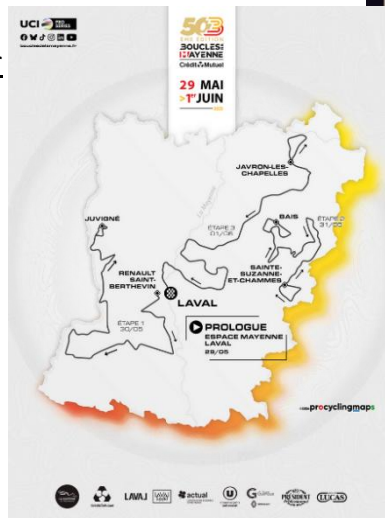 UCI PRO SERIES
50
ÈME ÉDITION
BOUCLES
MAYENNE
Crédit Mutuel
29 MAI
>1er JUIN
JAVRON-LES-
CHAPELLES
La Mayenne
JUVIGNÉ
BAIS
ÉTAPE 2
31/05
ÉTAPE 3
01/06
RENAULT
SAINT-
BERTHEVIN
SAINTE-
SUZANNE-
ET-CHAMMES
LAVAL
ÉTAPE 1
30/05
PROLOGUE
ESPACE MAYENNE
LAVAL
28/05
procyclingmaps
LAVAL
actual
U
G
PRÉSIDENT
LUCAS